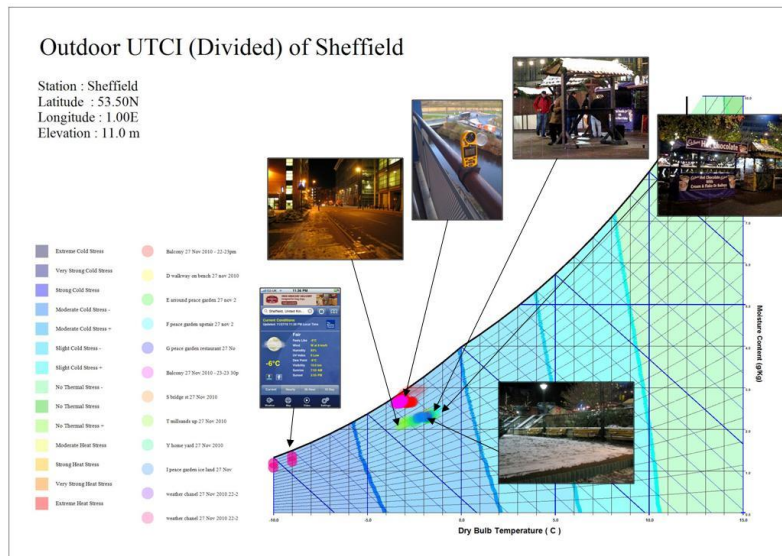 Outdoor UTCI (Divided) of Sheffield
Station : Sheffield
Latitude : 53.50N
Longitude : 1.00E
Elevation : 11.0 m
Extreme Cold Stress
Very Strong Cold Stress
Strong Cold Stress
Moderate Cold Stress -
Moderate Cold Stress +
Slight Cold Stress -
Slight Cold Stress +
No Thermal Stress -
No Thermal Stress
No Thermal Stress +
Moderate Heat Stress
Strong Heat Stress
Very Strong Heat Stress
Extreme Heat Stress
Balcony 27 Nov 2010 - 22-23pm
D walkway on bench 27 nov 2010
E around peace garden 27 nov 2
F peace garden upstair 27 nov 2
G peace garden restaurant 27 No
Balcony 27 Nov 2010 - 23-23.30p
S bridge st 27 Nov 2010
T millsands up 27 Nov 2010
Y home yard 27 Nov 2010
I peace garden ice land 27 Nov
weather chanel 27 Nov 2010 22-2
weather chanel 27 Nov 2010 22-2
Current Conditions
Fair
-6°C
Chocolate
-10.0
-5.0
0.0
5.0
10.0
15.0
Dry Bulb Temperature ( C )
Moisture Content (g/Kg)